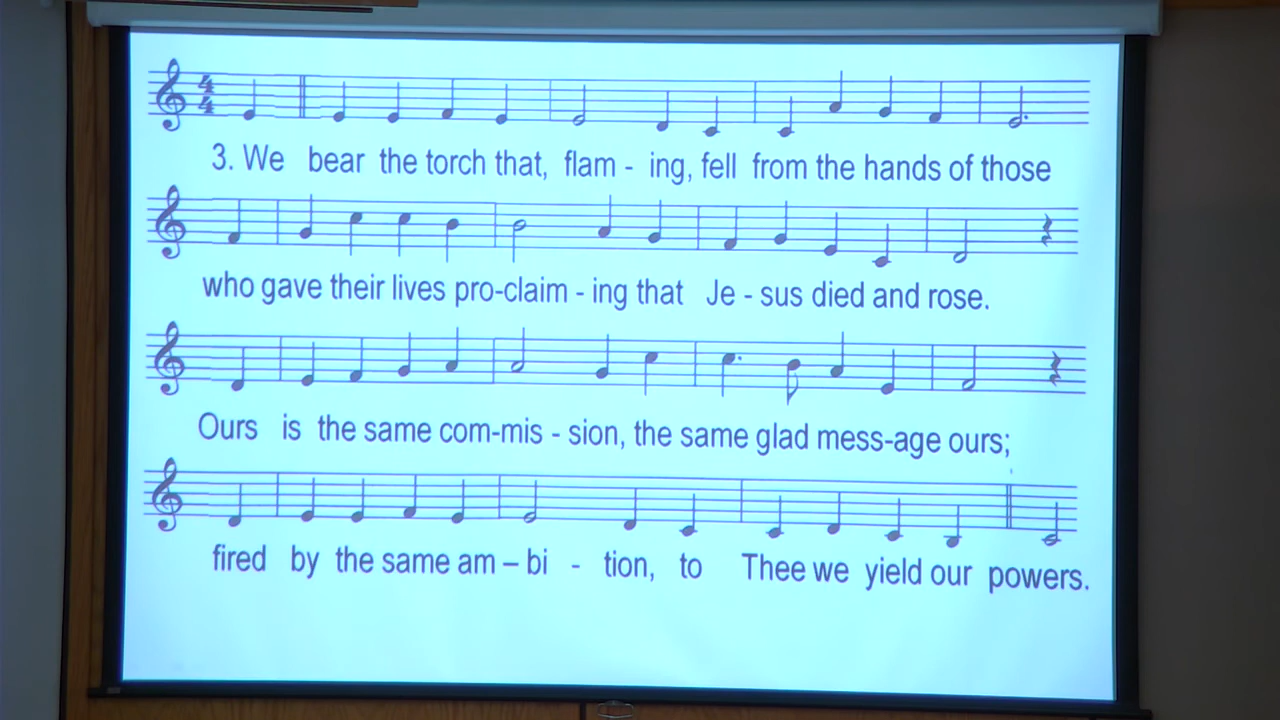 4
4
3. We bear the torch that, flam - ing, fell from the hands of those
who gave their lives pro-claim - ing that Je - sus died and rose.
Ours is the same com-mis - sion, the same glad mess-age ours;
fired by the same am – bi - tion, to Thee we yield our powers.